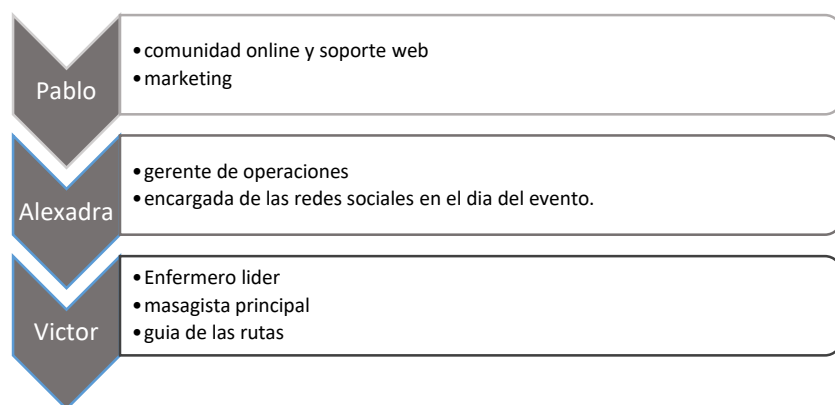 Pablo
•comunidad online y soporte web
•marketing
Alexadra
•gerente de operaciones
•encargada de las redes sociales en el dia del evento.
Victor
•Enfermero lider
•masagista principal
•guia de las rutas